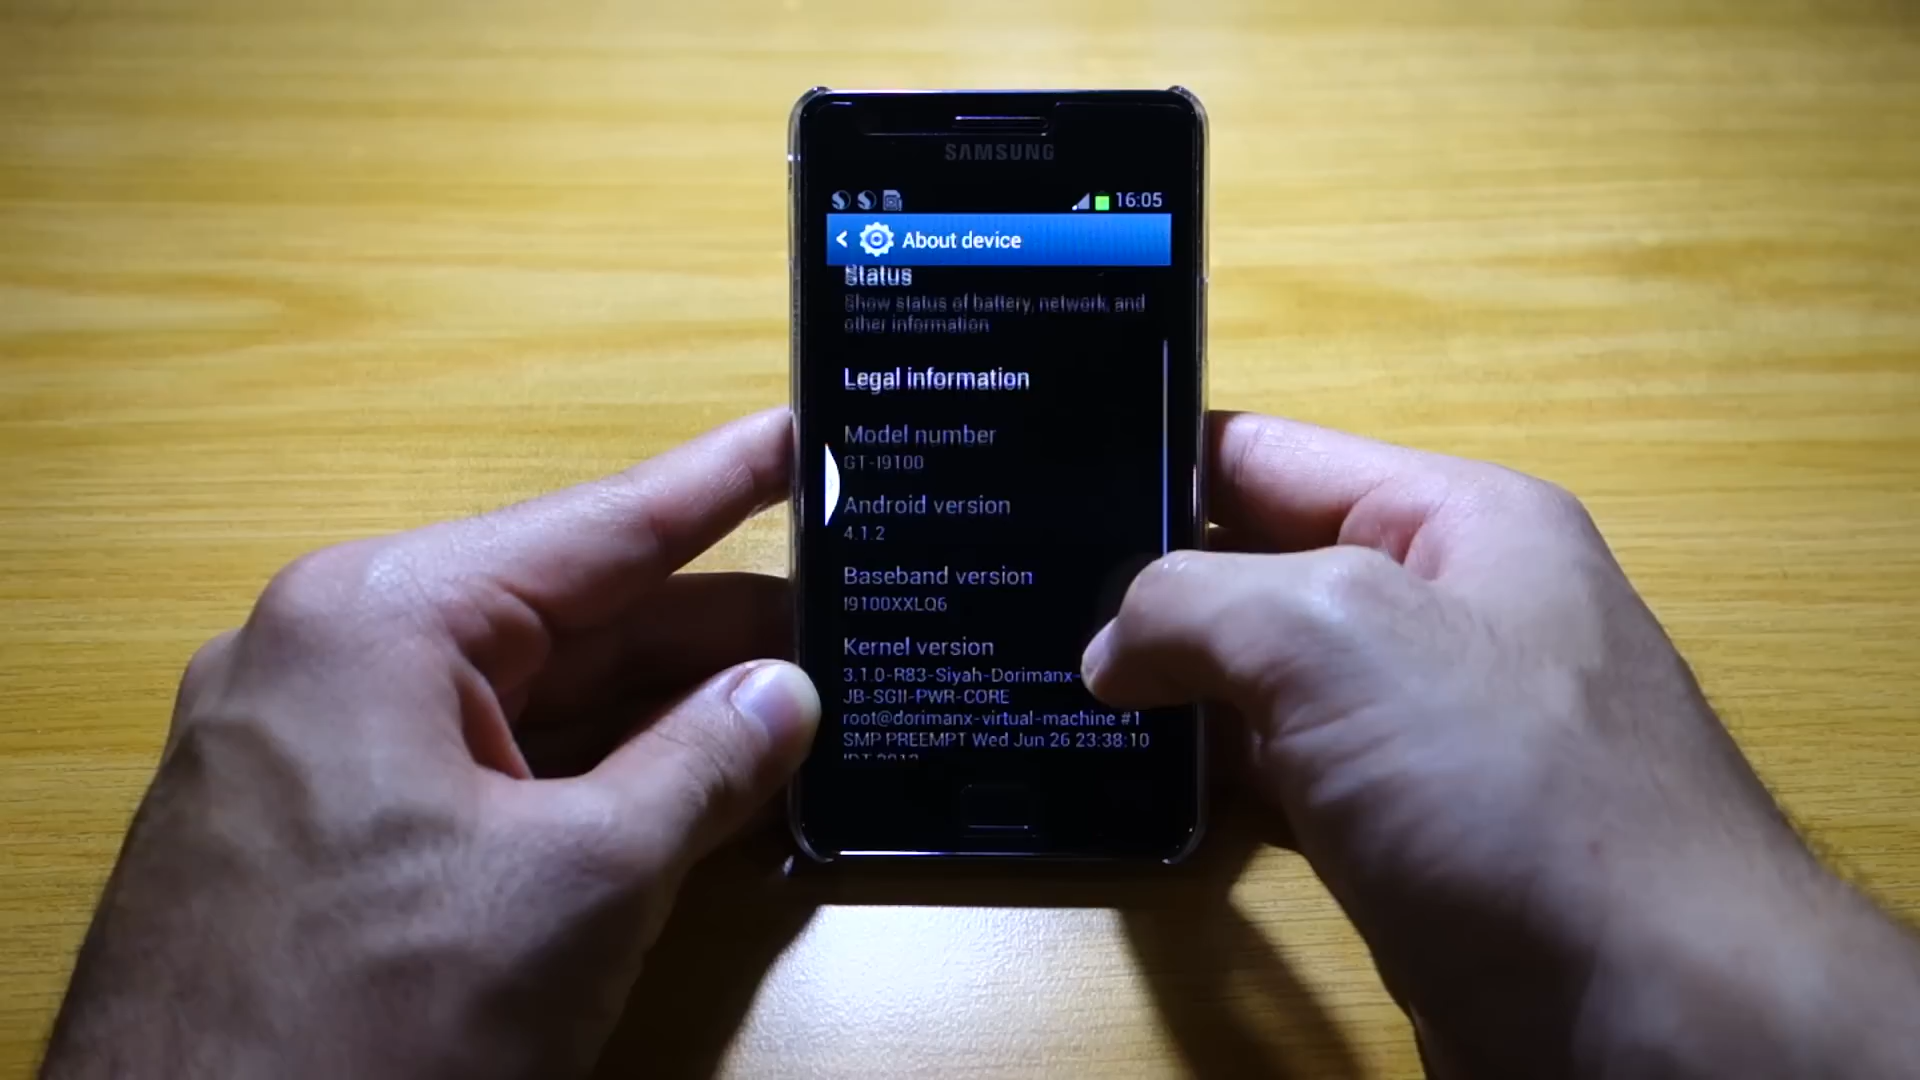 SAMSUNG
16:05
About device
Status
Show status of battery, network, and
other information
Legal information
Model number
GT-I9100
Android version
4.1.2
Baseband version
I9100XXLQ6
Kernel version
3.1.0-R83-Siyah-Dorimanx-
JB-SGII-PWR-CORE
root@dorimanx-virtual-machine #1
SMP PREEMPT Wed Jun 26 23:38:10